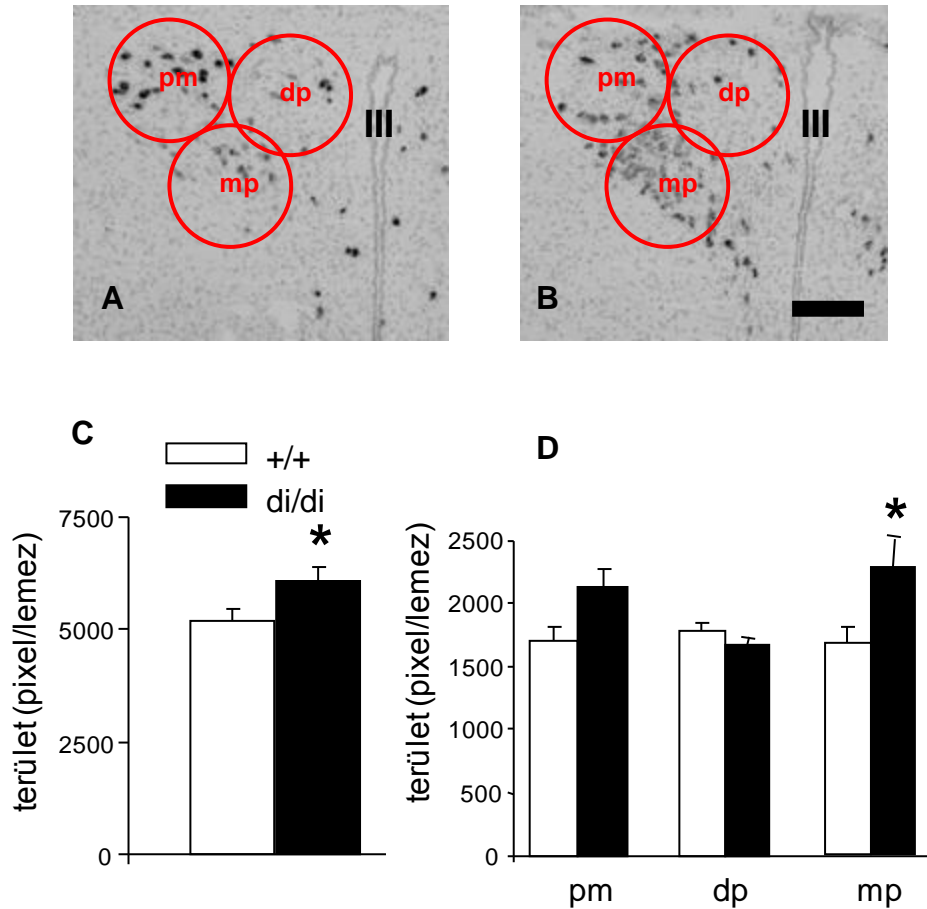 pm
dp
III
mp
A
pm
dp
III
mp
B
C
+/+
di/di
7500
5000
2500
0
terület (pixel/lemez)
*
D
2500
2000
1500
1000
500
0
terület (pixel/lemez)
*
pm dp mp